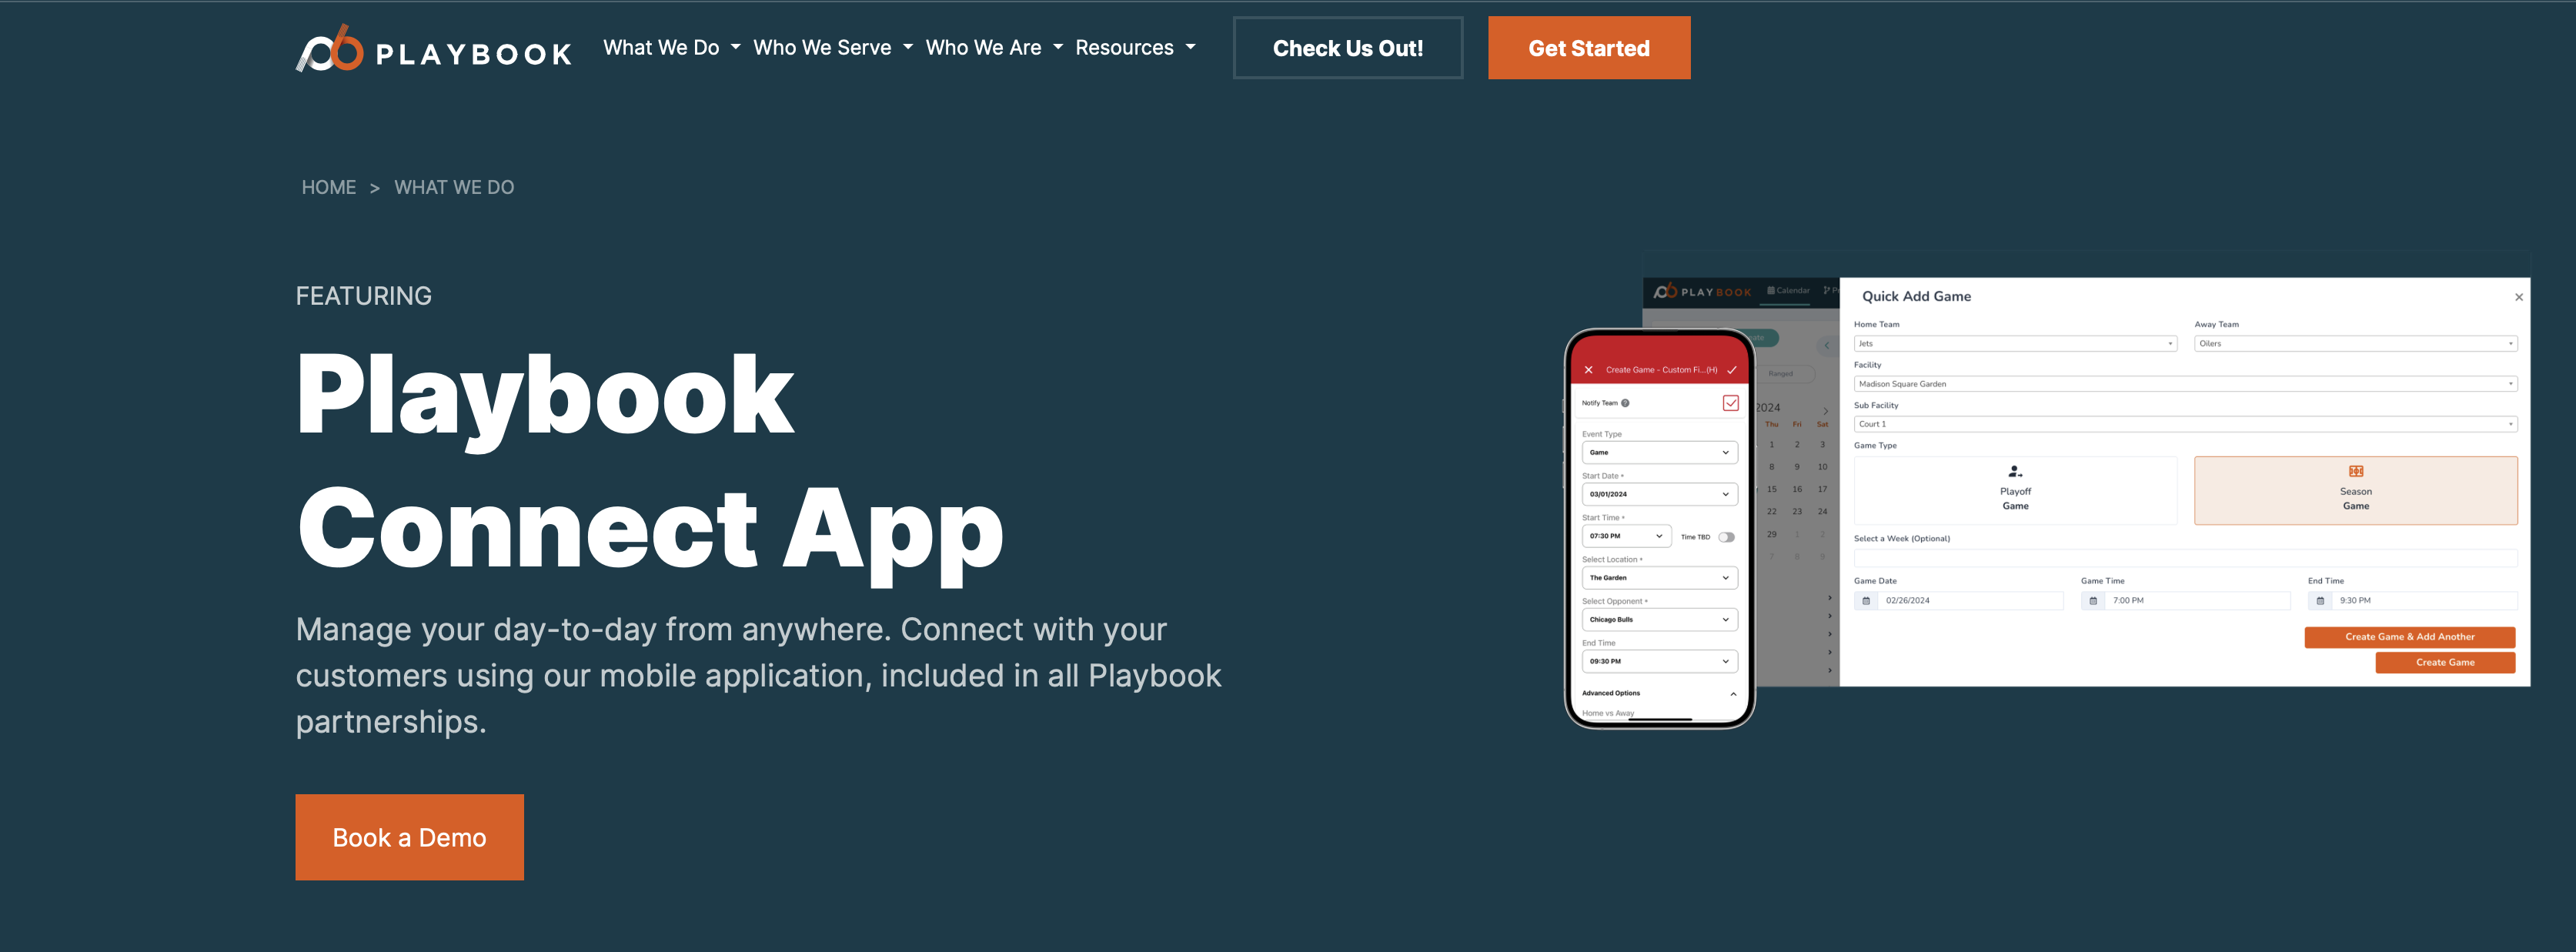 PLAYBOOK
What We Do
Who We Serve
Who We Are
Resources
Check Us Out!
Get Started
HOME > WHAT WE DO
FEATURING
Playbook
Connect App
Manage your day-to-day from anywhere. Connect with your
customers using our mobile application, included in all Playbook
partnerships.
Book a Demo
Create Game - Custom Fi...(H)
Notify Team
Event Type
Game
Start Date *
03/01/2024
Start Time *
07:30 PM
Time TBD
Select Location *
The Garden
Select Opponent *
Chicago Bulls
End Time
09:30 PM
Advanced Options
Home vs Away
PLAYBOOK
Calendar
Ranged
2024
Thu Fri Sat
1 2 3
8 9 10
15 16 17
22 23 24
29 1 2
7 8 9
Quick Add Game
Home Team
Jets
Away Team
Oilers
Facility
Madison Square Garden
Sub Facility
Court 1
Game Type
Playoff
Game
Season
Game
Select a Week (Optional)
Game Date
02/26/2024
Game Time
7:00 PM
End Time
9:30 PM
Create Game & Add Another
Create Game